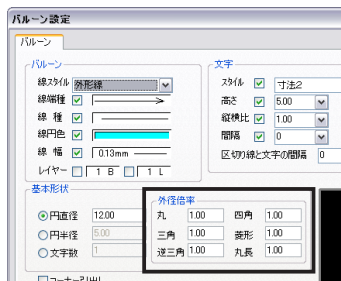 バルーン設定
バルーン
バルーン
線スタイル 外形線
線端種
線 種
線円色
線 幅 0.13mm
レイヤー 1 B 1 L
文字
スタイル 寸法2
高さ 5.00
縦横比 1.00
間隔 0
区切り線と文字の間隔 0
基本形状
円直径 12.00
円半径 5.00
文字数 1
外径倍率
丸 1.00 四角 1.00
三角 1.00 菱形 1.00
逆三角 1.00 丸長 1.00